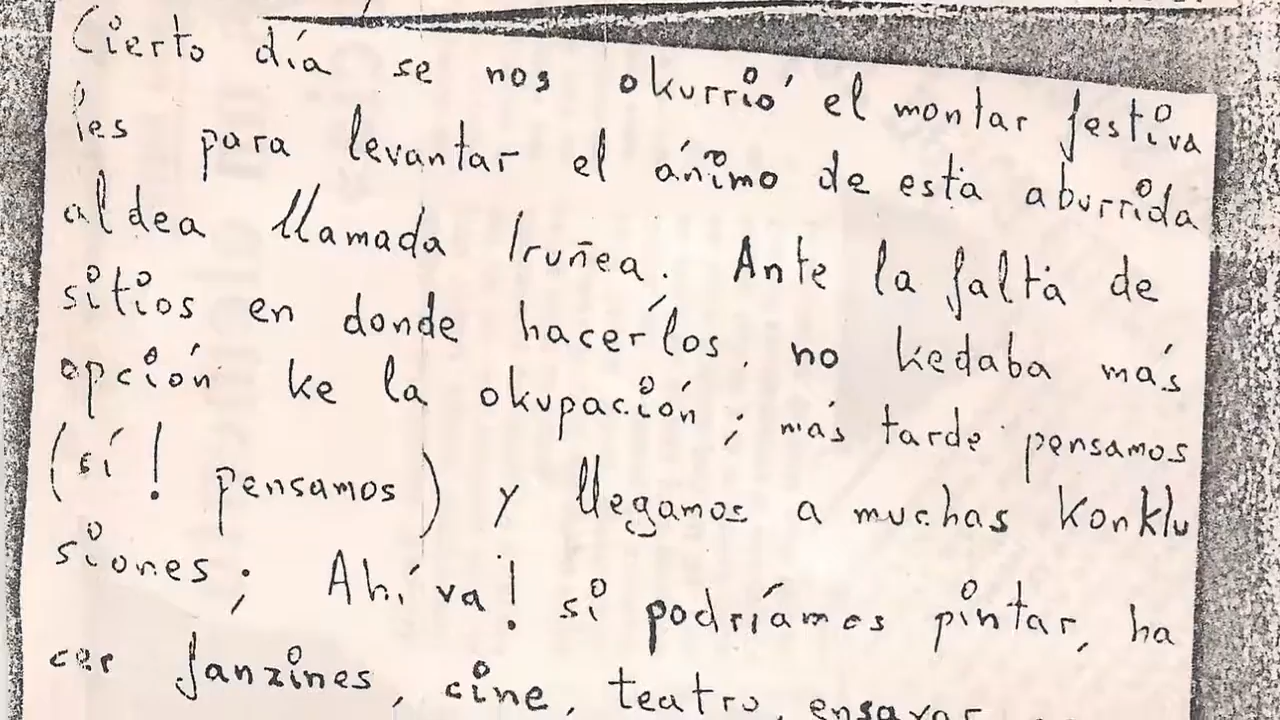 Cierto día se nos okurrió el montar festiva
les para levantar el ánimo de esta aburrida
aldea llamada Iruñea. Ante la falta de
sitios en donde hacerlos, no kedaba más
opción ke la okupación; más tarde pensamos
(sí! pensamos) y llegamos a muchas konklu
siones; Ahí va! si podríamos pintar, ha
cer fanzines, cine, teatro, ensayar